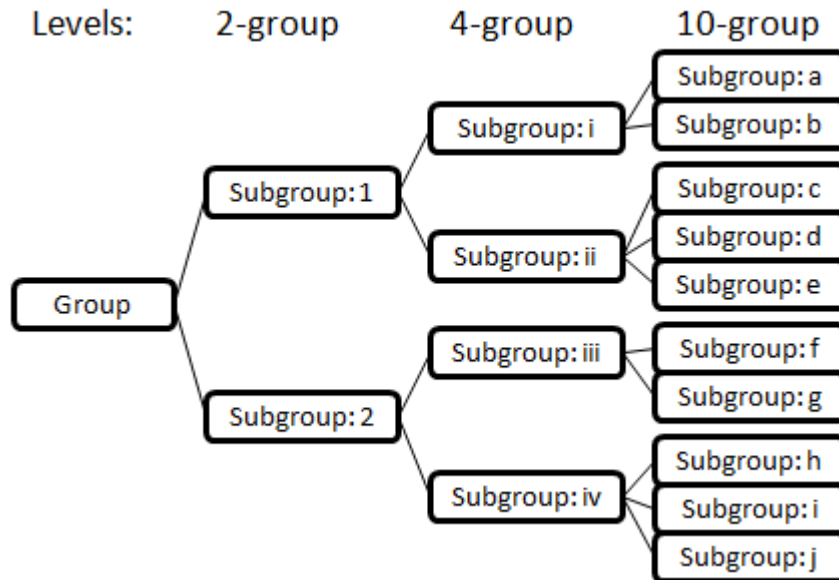 Levels: 2-group 4-group 10-group
Subgroup: a
Subgroup: i
Subgroup: b
Subgroup: 1
Subgroup: c
Subgroup: d
Subgroup: ii
Subgroup: e
Group
Subgroup: iii
Subgroup: f
Subgroup: g
Subgroup: 2
Subgroup: h
Subgroup: iv
Subgroup: i
Subgroup: j